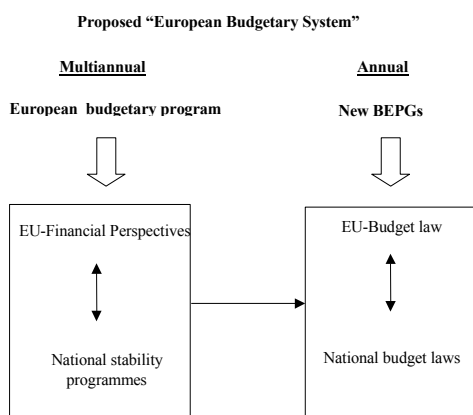 Proposed “European Budgetary System”
Multiannual
Annual
European budgetary program
New BEPGs
EU-Financial Perspectives
EU-Budget law
National stability
programmes
National budget laws